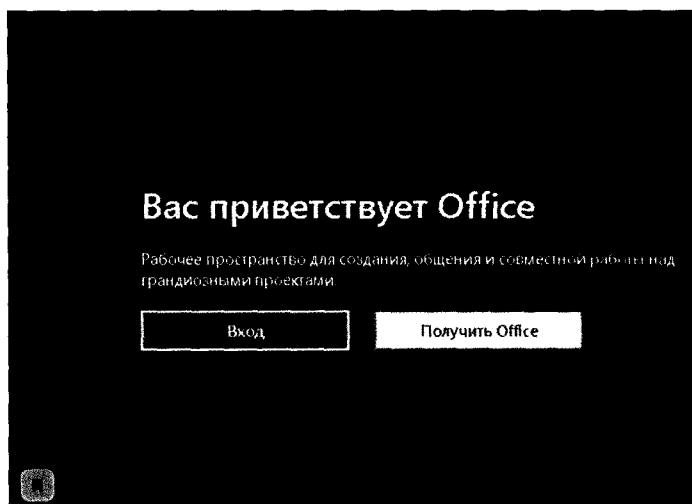 Вас приветствует Office
Рабочее пространство для создания, общения и совместной работы над
грандиозными проектами.
Вход
Получить Office